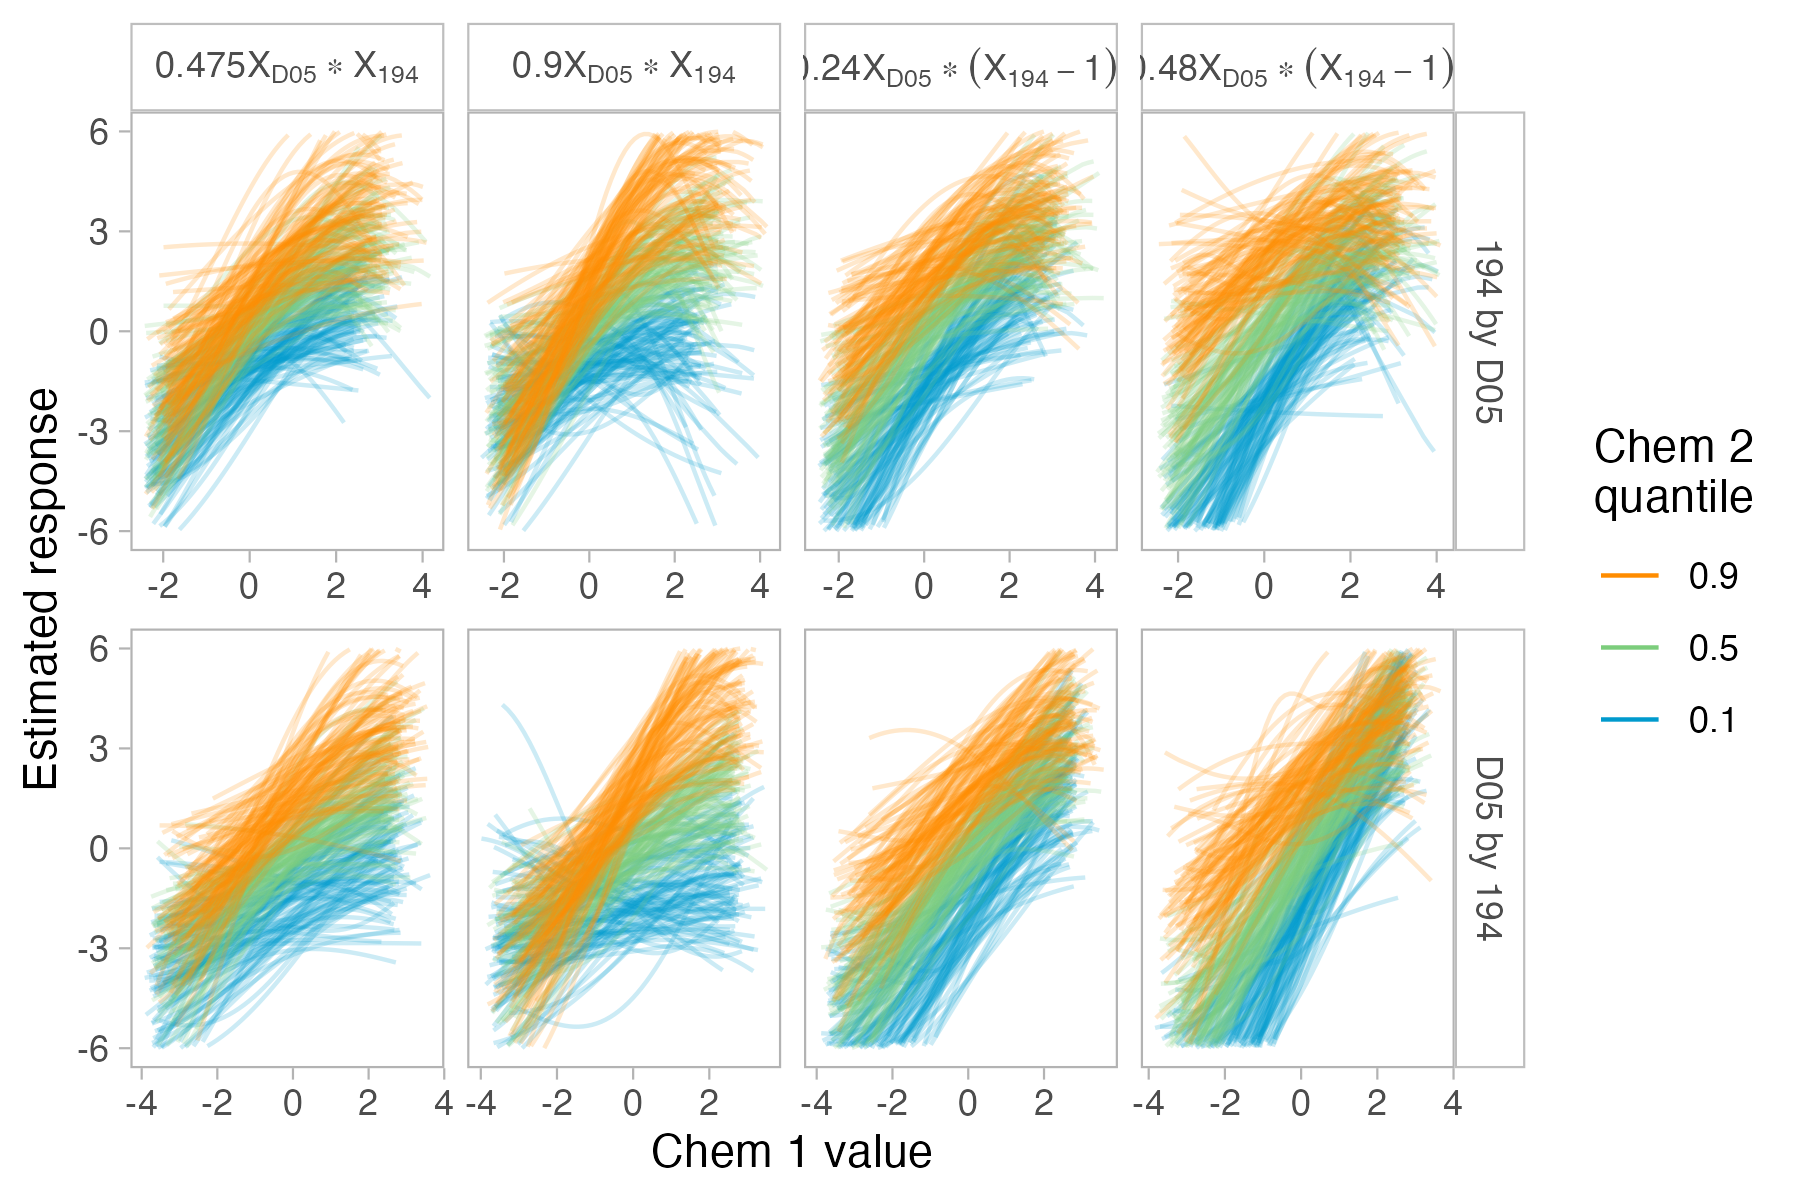 0.475X_D05 * X_194
0.9X_D05 * X_194
0.24X_D05 * (X_194 – 1)
0.48X_D05 * (X_194 – 1)
6
3
0
-3
-6
194 by D05
-2 0 2 4
-2 0 2 4
-2 0 2 4
-2 0 2 4
6
3
0
-3
-6
D05 by 194
-4 -2 0 2 4
-4 -2 0 2
-4 -2 0 2
-4 -2 0 2 4
Estimated response
Chem 1 value
Chem 2
quantile
0.9
0.5
0.1